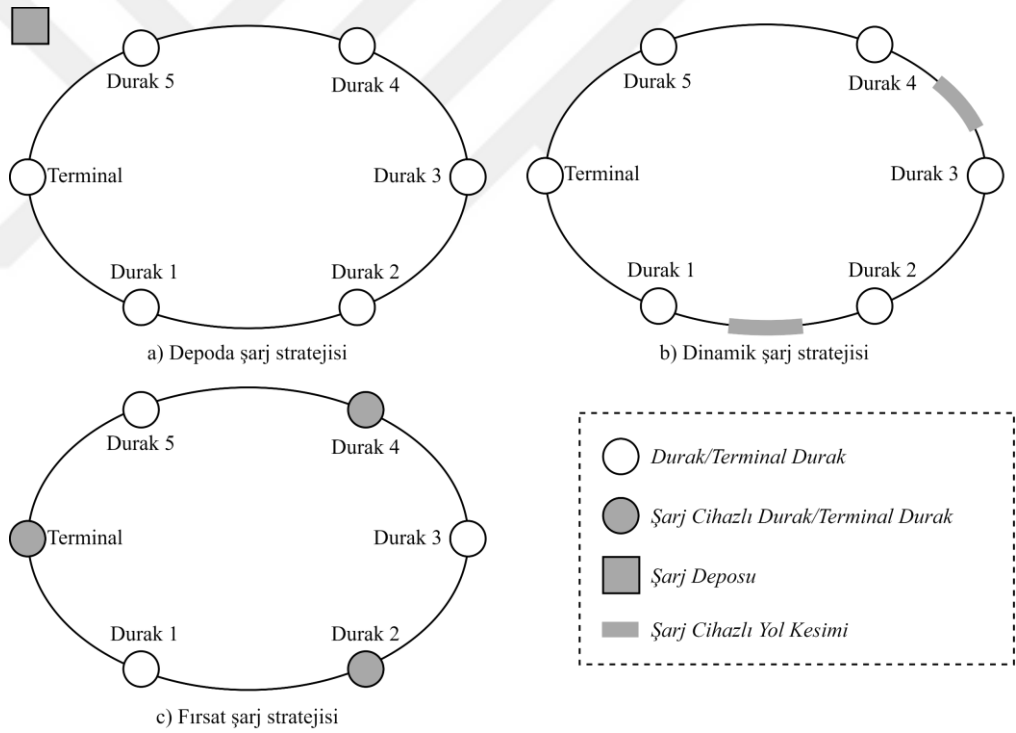 Durak 5
Durak 4
Terminal
Durak 3
Durak 1
Durak 2
a) Depoda şarj stratejisi
Durak 5
Durak 4
Terminal
Durak 3
Durak 1
Durak 2
b) Dinamik şarj stratejisi
Durak 5
Durak 4
Terminal
Durak 3
Durak 1
Durak 2
c) Fırsat şarj stratejisi
Durak/Terminal Durak
Şarj Cihazlı Durak/Terminal Durak
Şarj Deposu
Şarj Cihazlı Yol Kesimi